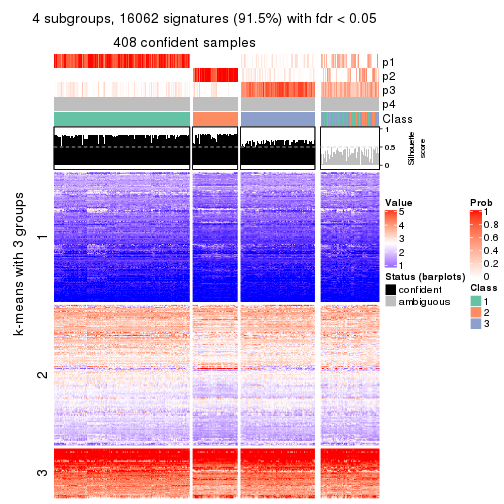 4 subgroups, 16062 signatures (91.5%) with fdr < 0.05
408 confident samples
p1
p2
p3
p4
Class
1
0.5
0
Silhouette
score
k-means with 3 groups
1
2
3
Value
5
4
3
2
1
Status (barplots)
confident
ambiguous
Prob
1
0.8
0.6
0.4
0.2
0
Class
1
2
3